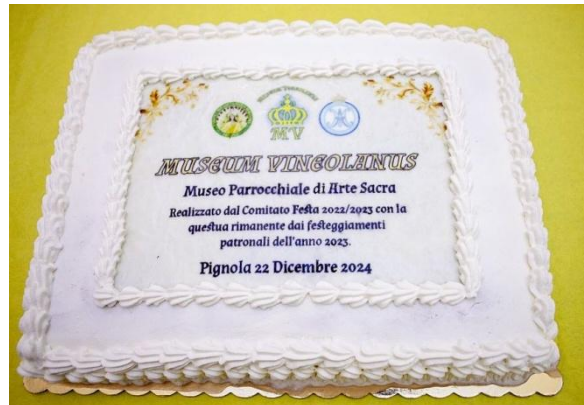 MV
MUSEUM VINEOLANUS
Museo Parrocchiale di Arte Sacra
Realizzato dal Comitato Festa 2022/2023 con la
questua rimanente dai festeggiamenti
patronali dell'anno 2023.
Pignola 22 Dicembre 2024